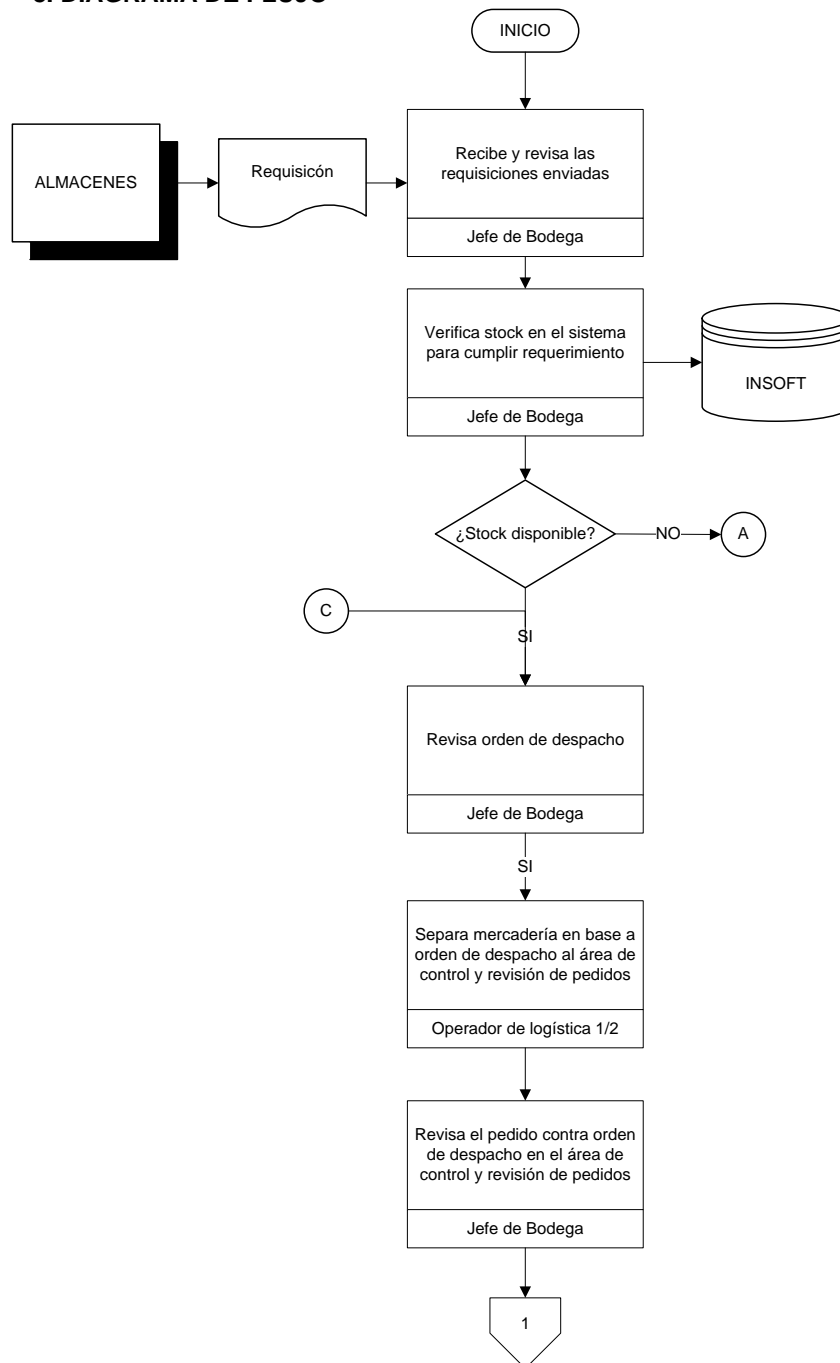 INICIO
ALMACENES
Requisicón
Recibe y revisa las
requisiciones enviadas
Jefe de Bodega
Verifica stock en el sistema
para cumplir requerimiento
Jefe de Bodega
INSOFT
¿Stock disponible?
NO
A
C
SI
Revisa orden de despacho
Jefe de Bodega
SI
Separa mercadería en base a
orden de despacho al área de
control y revisión de pedidos
Operador de logística 1/2
Revisa el pedido contra orden
de despacho en el área de
control y revisión de pedidos
Jefe de Bodega
1